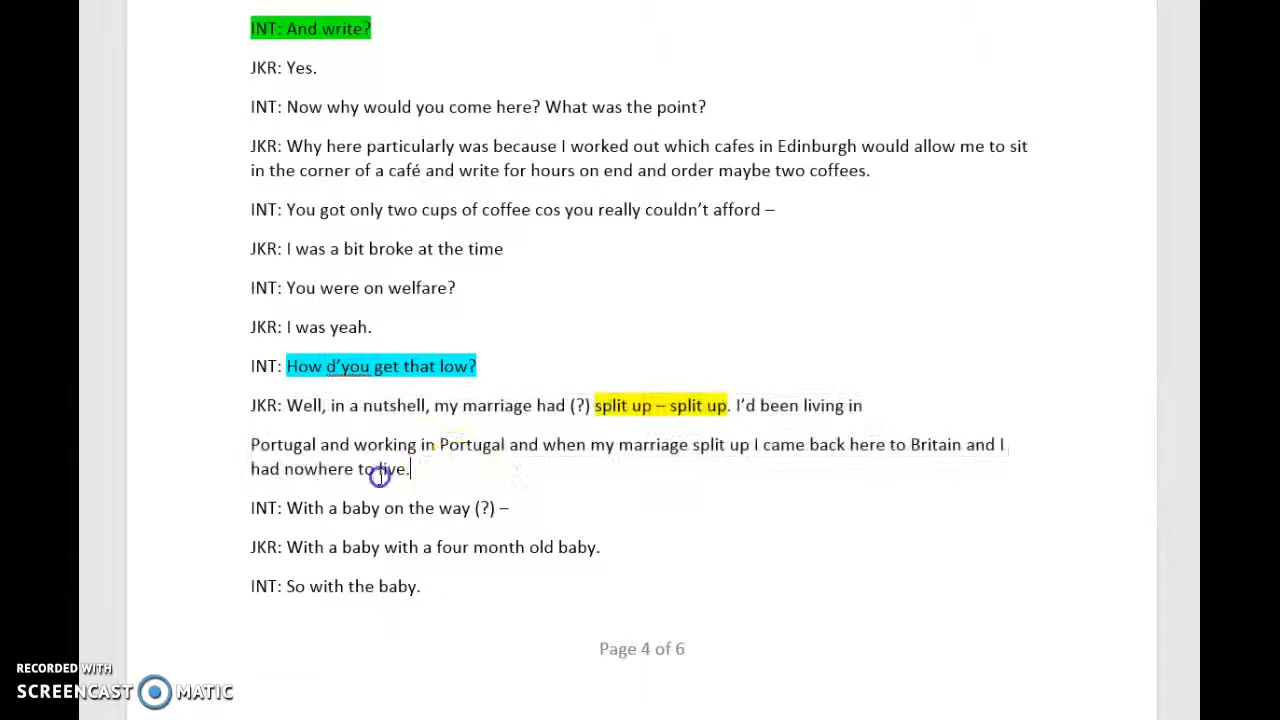 INT: And write?
JKR: Yes.
INT: Now why would you come here? What was the point?
JKR: Why here particularly was because I worked out which cafes in Edinburgh would allow me to sit
in the corner of a café and write for hours on end and order maybe two coffees.
INT: You got only two cups of coffee cos you really couldn’t afford –
JKR: I was a bit broke at the time
INT: You were on welfare?
JKR: I was yeah.
INT: How d’you get that low?
JKR: Well, in a nutshell, my marriage had (?) split up – split up. I’d been living in
Portugal and working in Portugal and when my marriage split up I came back here to Britain and I
had nowhere to live.
INT: With a baby on the way (?) –
JKR: With a baby with a four month old baby.
INT: So with the baby.
Page 4 of 6
RECORDED WITH
SCREENCAST MATIC